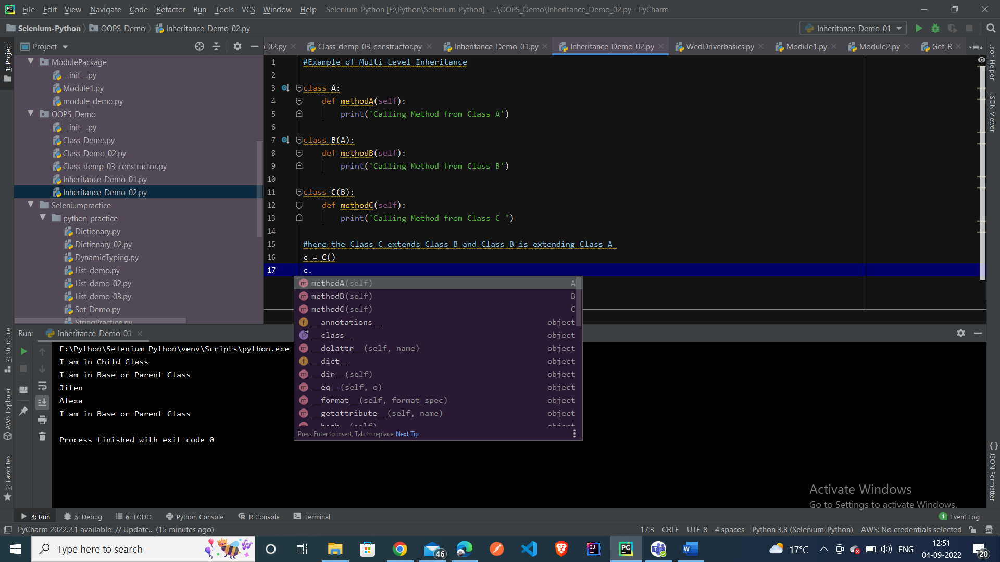 File Edit View Navigate Code Refactor Run Tools VCS Window Help Selenium-Python [F:\Python\Selenium-Python] - ...\OOPS_Demo\Inheritance_Demo_02.py - PyCharm
Selenium-Python OOPS_Demo Inheritance_Demo_02.py Inheritance_Demo_01
Project
_02.py Class_demp_03_constructor.py Inheritance_Demo_01.py Inheritance_Demo_02.py WedDriverbasics.py Module1.py Module2.py Get_R 4
1: Project
ModulePackage
__init__.py
Module1.py
module_demo.py
OOPS_Demo
__init__.py
Class_Demo.py
Class_Demo_02.py
Class_demp_03_constructor.py
Inheritance_Demo_01.py
Inheritance_Demo_02.py
Seleniumpractice
python_practice
Dictionary.py
Dictionary_02.py
DynamicTyping.py
List_demo.py
List_demo_02.py
List_demo_03.py
Set_Demo.py
StringPractice.py
1 #Example of Multi Level Inheritance
2
3 class A:
4 def methodA(self):
5 print('Calling Method from Class A')
6
7 class B(A):
8 def methodB(self):
9 print('Calling Method from Class B')
10
11 class C(B):
12 def methodC(self):
13 print('Calling Method from Class C ')
14
15 #here the Class C extends Class B and Class B is extending Class A
16 c = C()
17 c.
m methodA(self) A
m methodB(self) B
m methodC(self) C
f __annotations__ object
p __class__ object
m __delattr__(self, name) object
f __dict__ object
m __dir__(self) object
m __eq__(self, o) object
m __format__(self, format_spec) object
m __getattribute__(self, name) object
m __hash__(self) object
Press Enter to insert, Tab to replace Next Tip
Json Helper
JSON Viewer
JSON Formatter
7: Structure
AWS Explorer
2: Favorites
Run: Inheritance_Demo_01
F:\Python\Selenium-Python\venv\Scripts\python.exe
I am in Child Class
I am in Base or Parent Class
Jiten
Alexa
I am in Base or Parent Class
Process finished with exit code 0
Activate Windows
Go to Settings to activate Windows.
4: Run 5: Debug 6: TODO Python Console R Console Terminal 1 Event Log
PyCharm 2022.2.1 available: // Update... (15 minutes ago) 17:3 CRLF UTF-8 4 spaces Python 3.8 (Selenium-Python) AWS: No credentials selected
Type here to search 46 17°C ENG 12:51
04-09-2022 20